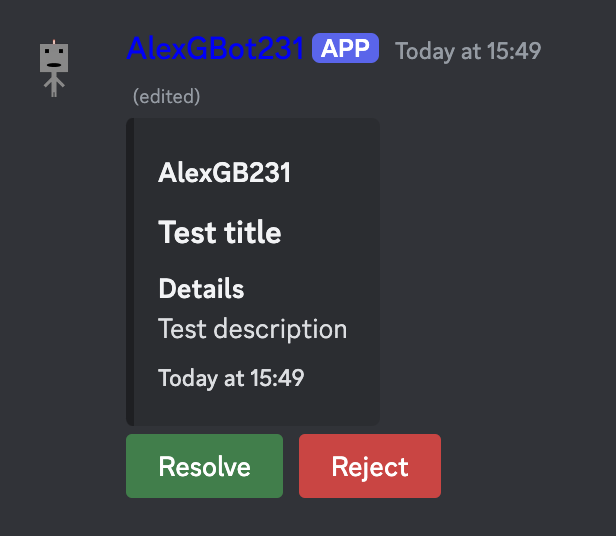 AlexGBot231 APP Today at 15:49
(edited)
AlexGB231
Test title
Details
Test description
Today at 15:49
Resolve Reject